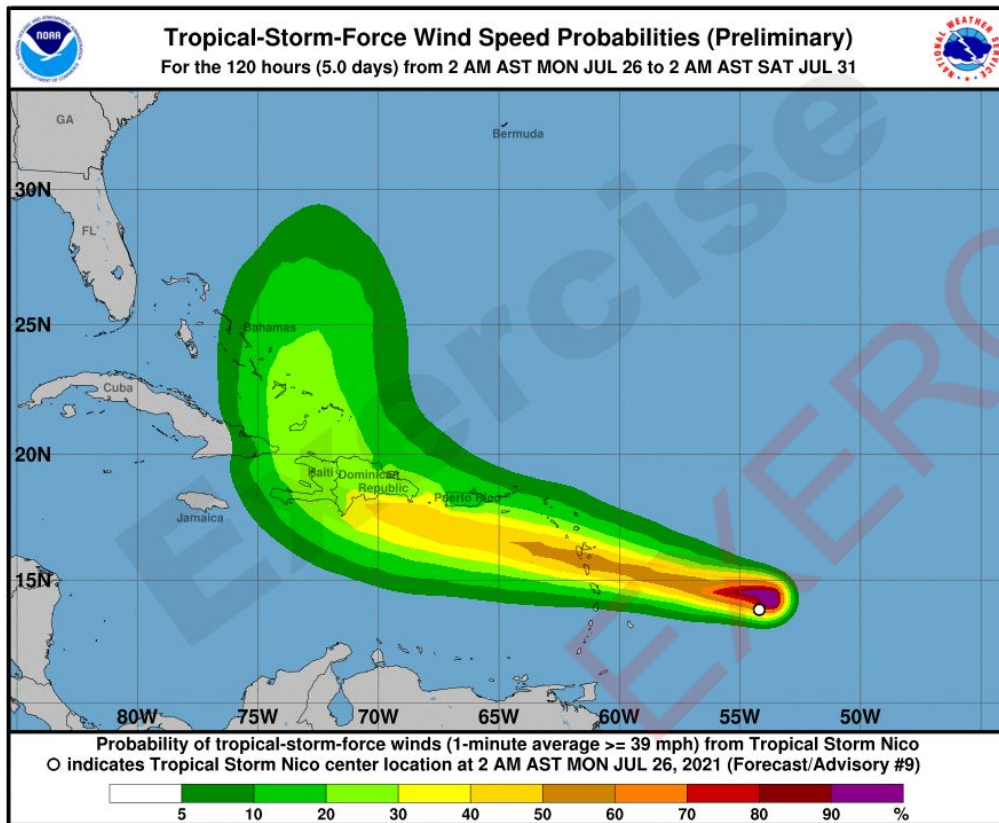 Tropical-Storm-Force Wind Speed Probabilities (Preliminary)
For the 120 hours (5.0 days) from 2 AM AST MON JUL 26 to 2 AM AST SAT JUL 31
NOAA
NATIONAL WEATHER SERVICE
GA
Bermuda
30N
FL
25N
Bahamas
Cuba
20N
Haiti
Dominican
Republic
Puerto Rico
Jamaica
15N
80W 75W 70W 65W 60W 55W 50W
Exercise
EXERC
Probability of tropical-storm-force winds (1-minute average >= 39 mph) from Tropical Storm Nico
indicates Tropical Storm Nico center location at 2 AM AST MON JUL 26, 2021 (Forecast/Advisory #9)
5 10 20 30 40 50 60 70 80 90 %